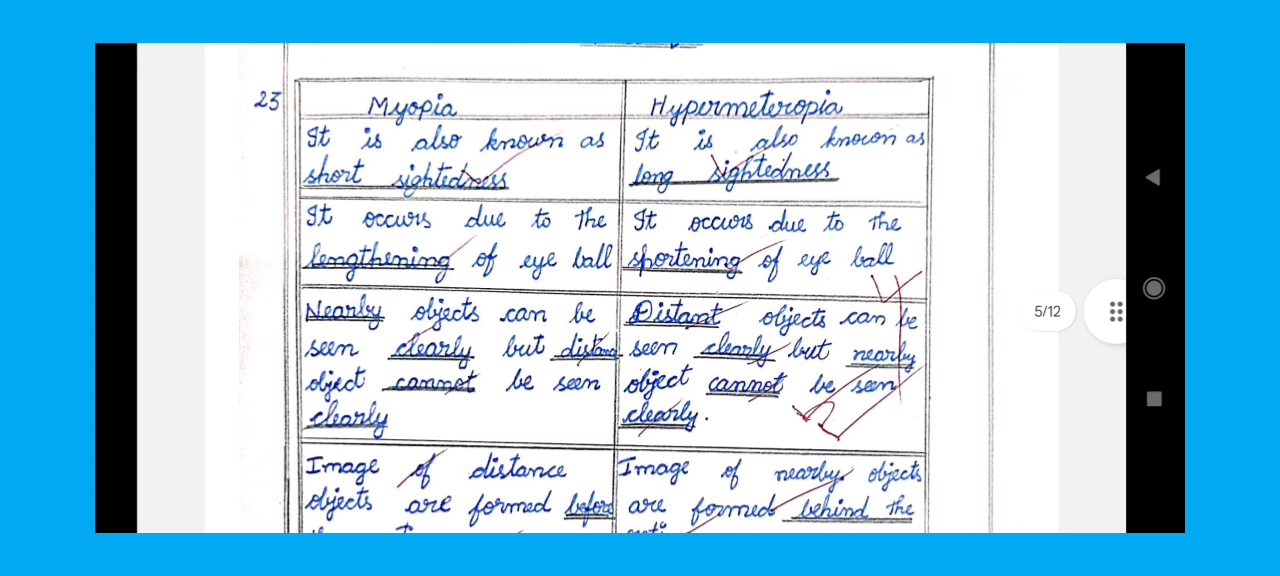 23
Myopia
Hypermeteropia
It is also known as
short sightedness
It is also known as
long sightedness
It occurs due to the
lengthening of eye ball
It occurs due to the
shortening of eye ball
Nearby objects can be
seen clearly but distance
object cannot be seen
clearly
Distant objects can be
seen clearly but nearby
object cannot be seen
clearly.
Image of distance
objects are formed before
Image of nearby objects
are formed behind the
5/12